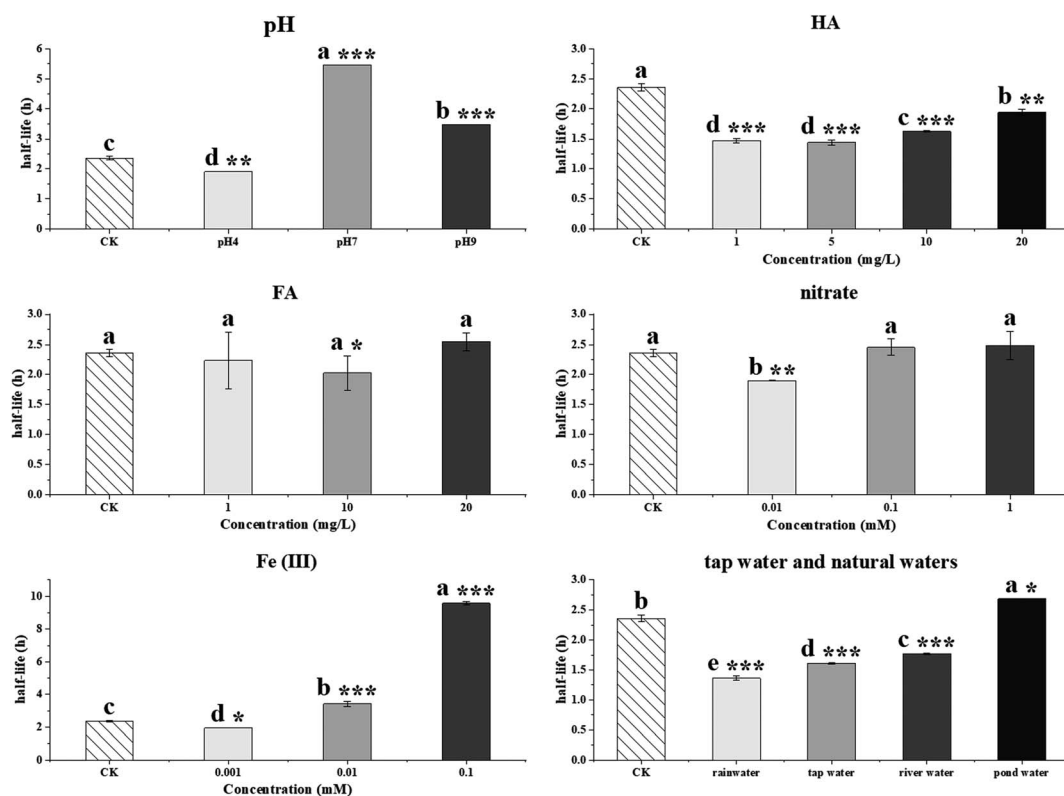 pH
half-life (h)
6
5
4
3
2
1
0
c
d **
a ***
b ***
CK
pH4
pH7
pH9
HA
half-life (h)
3.0
2.5
2.0
1.5
1.0
0.5
0.0
a
d ***
d ***
c ***
b **
CK
1
5
10
20
Concentration (mg/L)
FA
half-life (h)
3.0
2.5
2.0
1.5
1.0
0.5
0.0
a
a
a *
a
CK
1
10
20
Concentration (mg/L)
nitrate
half-life (h)
3.0
2.5
2.0
1.5
1.0
0.5
0.0
a
b **
a
a
CK
0.01
0.1
1
Concentration (mM)
Fe (III)
half-life (h)
10
8
6
4
2
0
c
d *
b ***
a ***
CK
0.001
0.01
0.1
Concentration (mM)
tap water and natural waters
half-life (h)
3.0
2.5
2.0
1.5
1.0
0.5
0.0
b
e ***
d ***
c ***
a *
CK
rainwater
tap water
river water
pond water